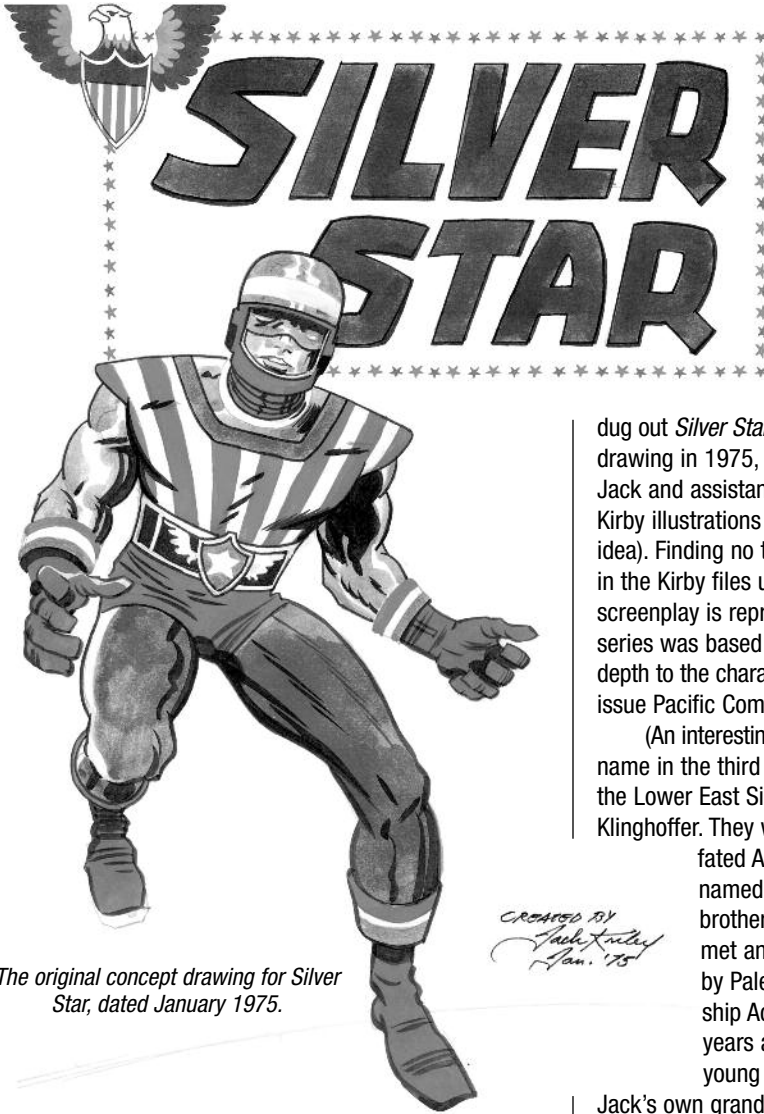 SILVER
STAR
dug out Silver Sta
drawing in 1975,
Jack and assistan
Kirby illustrations
idea). Finding no t
in the Kirby files u
screenplay is repr
series was based
depth to the chara
issue Pacific Com
(An interestin
name in the third
the Lower East Si
Klinghoffer. They w
fated A
named
brother
met an
by Pale
ship Ac
years a
young
Jack's own grand
CREATED BY
Jack Kirby
Jan. '75
The original concept drawing for Silver
Star, dated January 1975.